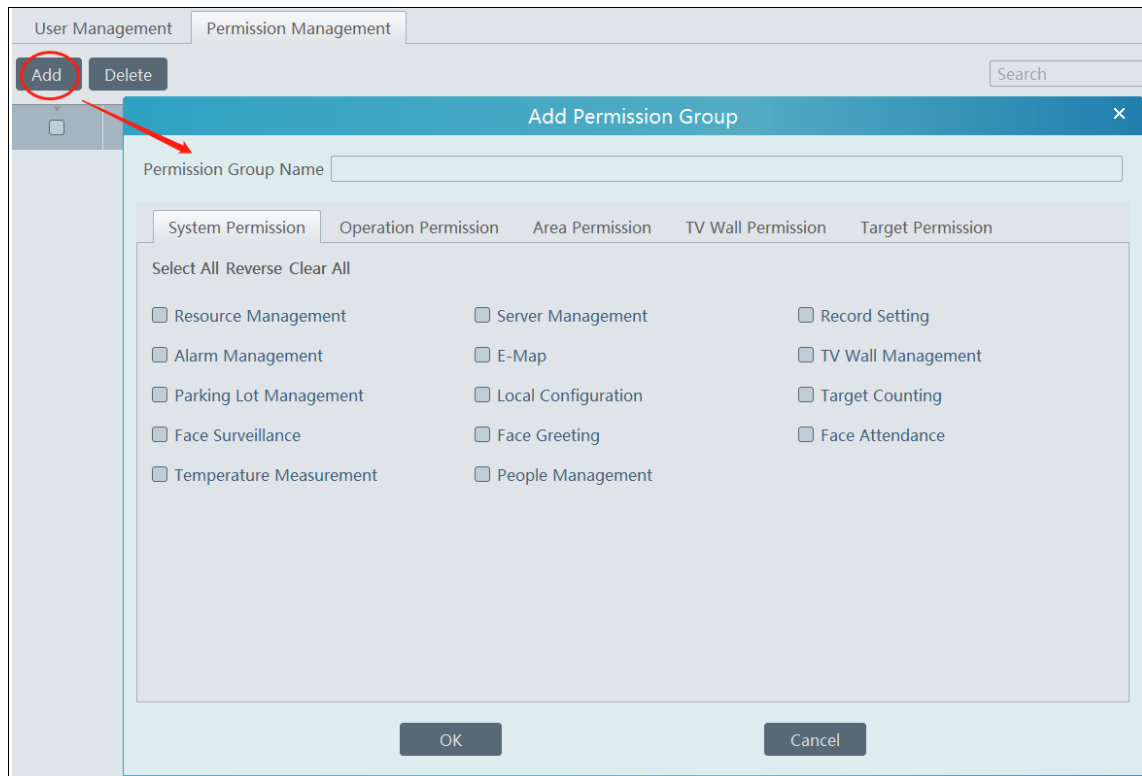 User Management Permission Management
Add Delete Search
Add Permission Group
Permission Group Name
System Permission Operation Permission Area Permission TV Wall Permission Target Permission
Select All Reverse Clear All
Resource Management Server Management Record Setting
Alarm Management E-Map TV Wall Management
Parking Lot Management Local Configuration Target Counting
Face Surveillance Face Greeting Face Attendance
Temperature Measurement People Management
OK Cancel